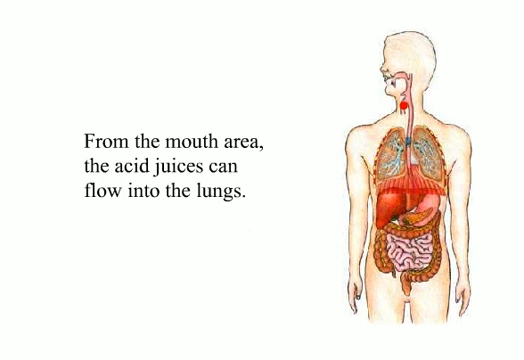 From the mouth area,
the acid juices can
flow into the lungs.